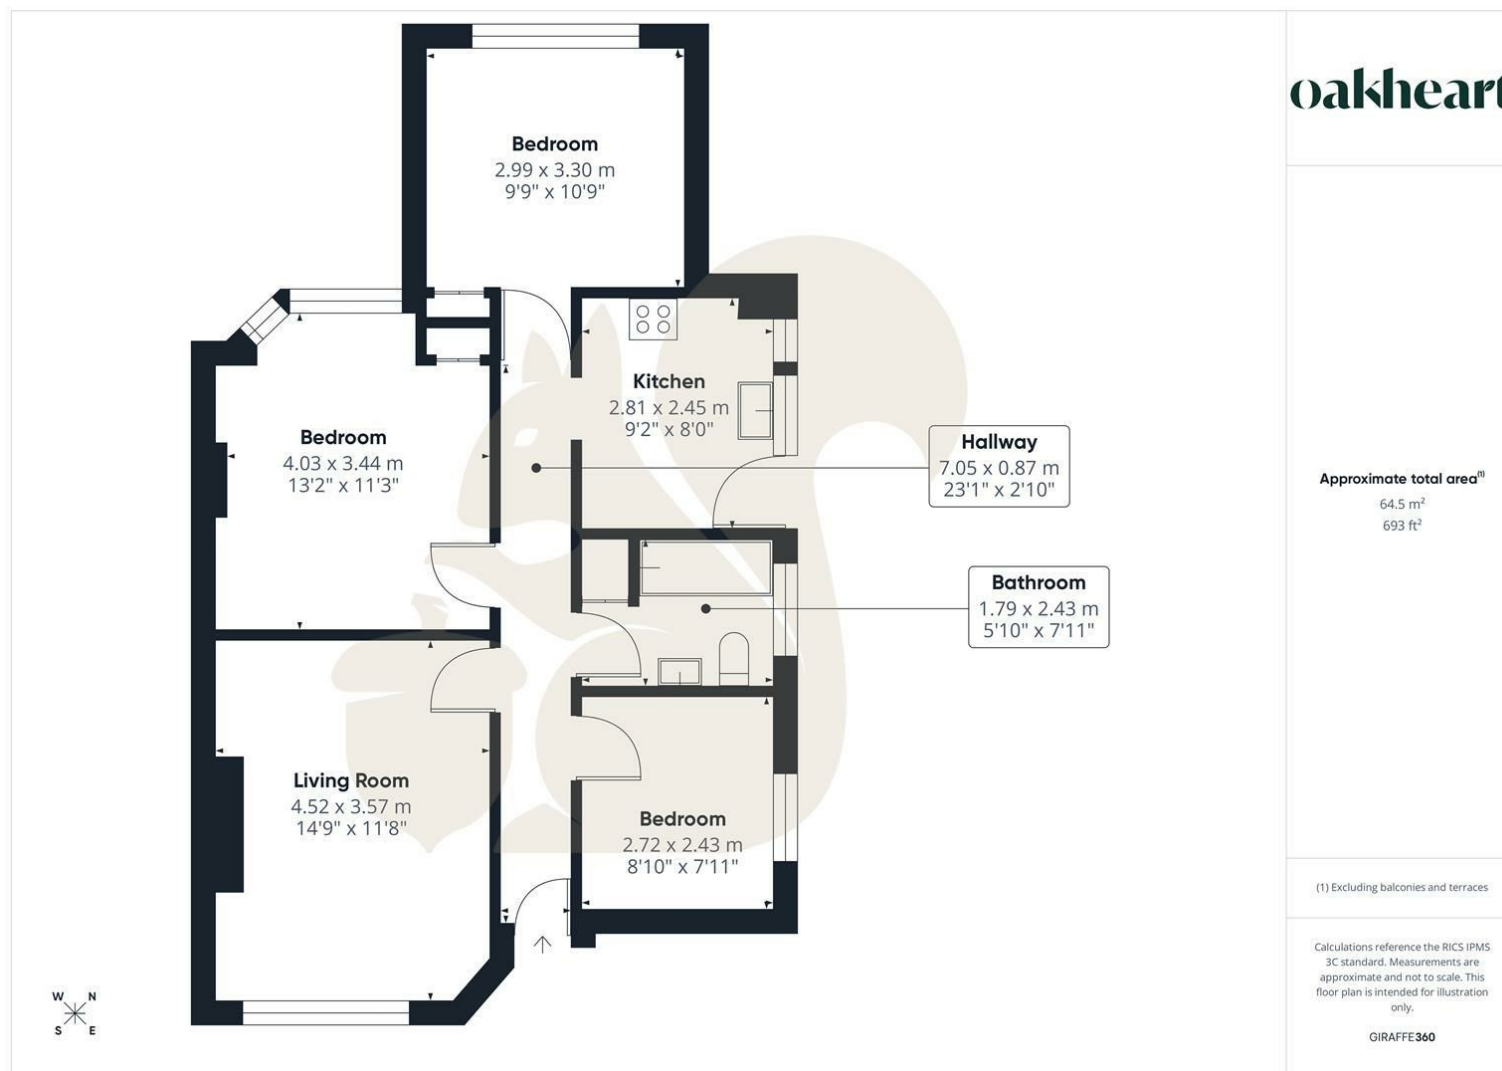 Bedroom
2.99 x 3.30 m
9'9" x 10'9"
Kitchen
2.81 x 2.45 m
9'2" x 8'0"
Bedroom
4.03 x 3.44 m
13'2" x 11'3"
Hallway
7.05 x 0.87 m
23'1" x 2'10"
Bathroom
1.79 x 2.43 m
5'10" x 7'11"
Living Room
4.52 x 3.57 m
14'9" x 11'8"
Bedroom
2.72 x 2.43 m
8'10" x 7'11"
W N
S E
oakheart
Approximate total area⁽¹⁾
64.5 m²
693 ft²
(1) Excluding balconies and terraces
Calculations reference the RICS IPMS
3C standard. Measurements are
approximate and not to scale. This
floor plan is intended for illustration
only.
GIRAFFE360